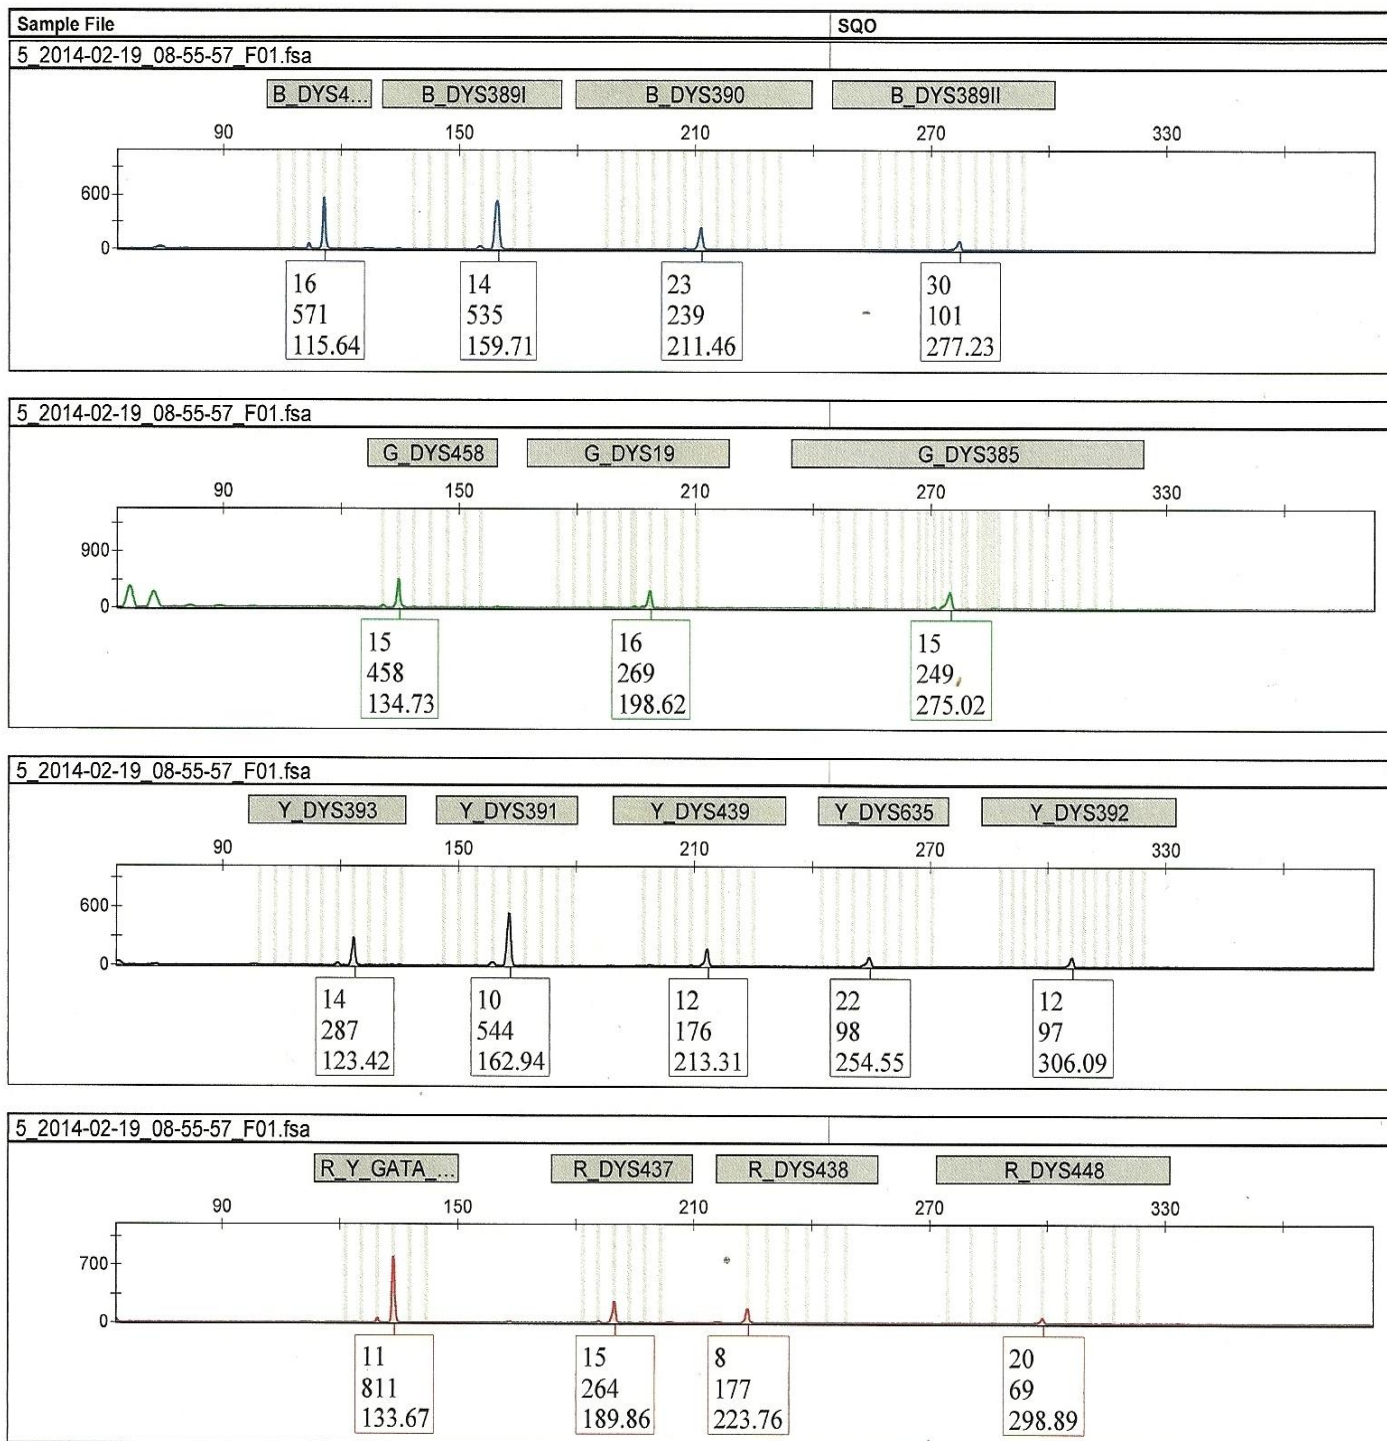 Sample File SQO
5_2014-02-19_08-55-57_F01.fsa
B_DYS4... B_DYS389I B_DYS390 B_DYS389II
90 150 210 270 330
600
0
16 14 23 30
571 535 239 101
115.64 159.71 211.46 277.23
5_2014-02-19_08-55-57_F01.fsa
G_DYS458 G_DYS19 G_DYS385
90 150 210 270 330
900
0
15 16 15
458 269 249
134.73 198.62 275.02
5_2014-02-19_08-55-57_F01.fsa
Y_DYS393 Y_DYS391 Y_DYS439 Y_DYS635 Y_DYS392
90 150 210 270 330
600
0
14 10 12 22 12
287 544 176 98 97
123.42 162.94 213.31 254.55 306.09
5_2014-02-19_08-55-57_F01.fsa
R_Y_GATA_... R_DYS437 R_DYS438 R_DYS448
90 150 210 270 330
700
0
11 15 8 20
811 264 177 69
133.67 189.86 223.76 298.89